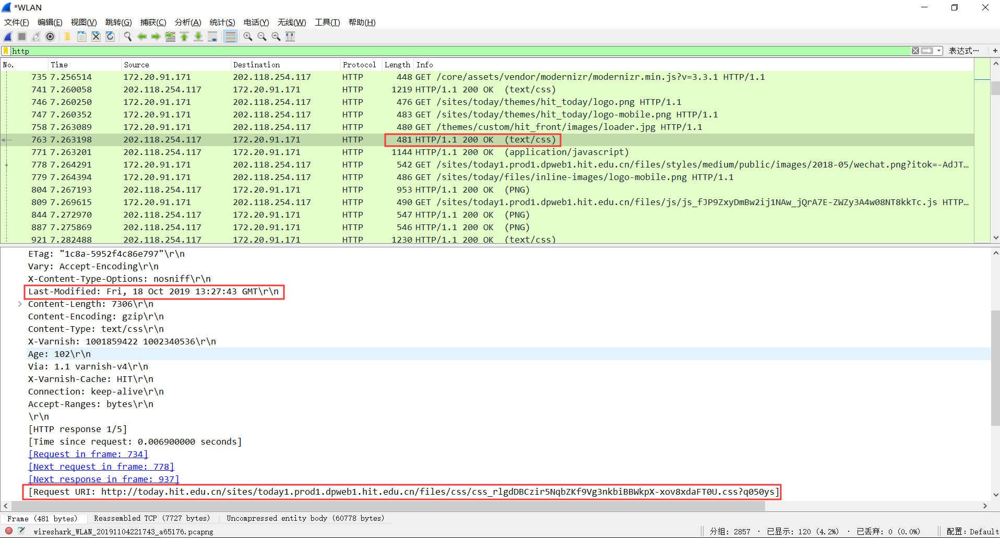 *WLAN
文件(F) 编辑(E) 视图(V) 跳转(G) 捕获(C) 分析(A) 统计(S) 电话(Y) 无线(W) 工具(T) 帮助(H)
http 表达式… +
No. Time Source Destination Protocol Length Info
735 7.256514 172.20.91.171 202.118.254.117 HTTP 448 GET /core/assets/vendor/modernizr/modernizr.min.js?v=3.3.1 HTTP/1.1
741 7.260058 202.118.254.117 172.20.91.171 HTTP 1219 HTTP/1.1 200 OK (text/css)
746 7.260250 172.20.91.171 202.118.254.117 HTTP 476 GET /sites/today/themes/hit_today/logo.png HTTP/1.1
747 7.260352 172.20.91.171 202.118.254.117 HTTP 483 GET /sites/today/themes/hit_today/logo-mobile.png HTTP/1.1
758 7.263089 172.20.91.171 202.118.254.117 HTTP 480 GET /themes/custom/hit_front/images/loader.jpg HTTP/1.1
763 7.263198 202.118.254.117 172.20.91.171 HTTP 481 HTTP/1.1 200 OK (text/css)
771 7.263201 202.118.254.117 172.20.91.171 HTTP 1144 HTTP/1.1 200 OK (application/javascript)
778 7.264291 172.20.91.171 202.118.254.117 HTTP 542 GET /sites/today1.prod1.dpweb1.hit.edu.cn/files/styles/medium/public/images/2018-05/wechat.png?itok=-AdJT…
779 7.264394 172.20.91.171 202.118.254.117 HTTP 486 GET /sites/today/files/inline-images/logo-mobile.png HTTP/1.1
804 7.267193 202.118.254.117 172.20.91.171 HTTP 953 HTTP/1.1 200 OK (PNG)
809 7.269615 172.20.91.171 202.118.254.117 HTTP 490 GET /sites/today1.prod1.dpweb1.hit.edu.cn/files/js/js_fJP9ZxyDmBw2ij1NAw_jQrA7E-ZWZy3A4w08NT8kkTc.js HTTP…
844 7.272970 202.118.254.117 172.20.91.171 HTTP 547 HTTP/1.1 200 OK (PNG)
887 7.275869 202.118.254.117 172.20.91.171 HTTP 546 HTTP/1.1 200 OK (PNG)
921 7.282488 202.118.254.117 172.20.91.171 HTTP 1230 HTTP/1.1 200 OK (text/css)
ETag: "1c8a-5952f4c86e797"\r\n
Vary: Accept-Encoding\r\n
X-Content-Type-Options: nosniff\r\n
Last-Modified: Fri, 18 Oct 2019 13:27:43 GMT\r\n
Content-Length: 7306\r\n
Content-Encoding: gzip\r\n
Content-Type: text/css\r\n
X-Varnish: 1001859422 1002340536\r\n
Age: 102\r\n
Via: 1.1 varnish-v4\r\n
X-Varnish-Cache: HIT\r\n
Connection: keep-alive\r\n
Accept-Ranges: bytes\r\n
\r\n
[HTTP response 1/5]
[Time since request: 0.006900000 seconds]
[Request in frame: 734]
[Next request in frame: 778]
[Next response in frame: 937]
[Request URI: http://today.hit.edu.cn/sites/today1.prod1.dpweb1.hit.edu.cn/files/css/css_rlgdDBCzir5NqbZKf9Vg3nkbiBBWkpX-xov8xdaFT0U.css?q050ys]
Frame (481 bytes) Reassembled TCP (7727 bytes) Uncompressed entity body (60778 bytes)
wireshark_WLAN_20191104221743_a65176.pcapng 分组: 2857 · 已显示: 120 (4.2%) · 已丢弃: 0 (0.0%) 配置: Default